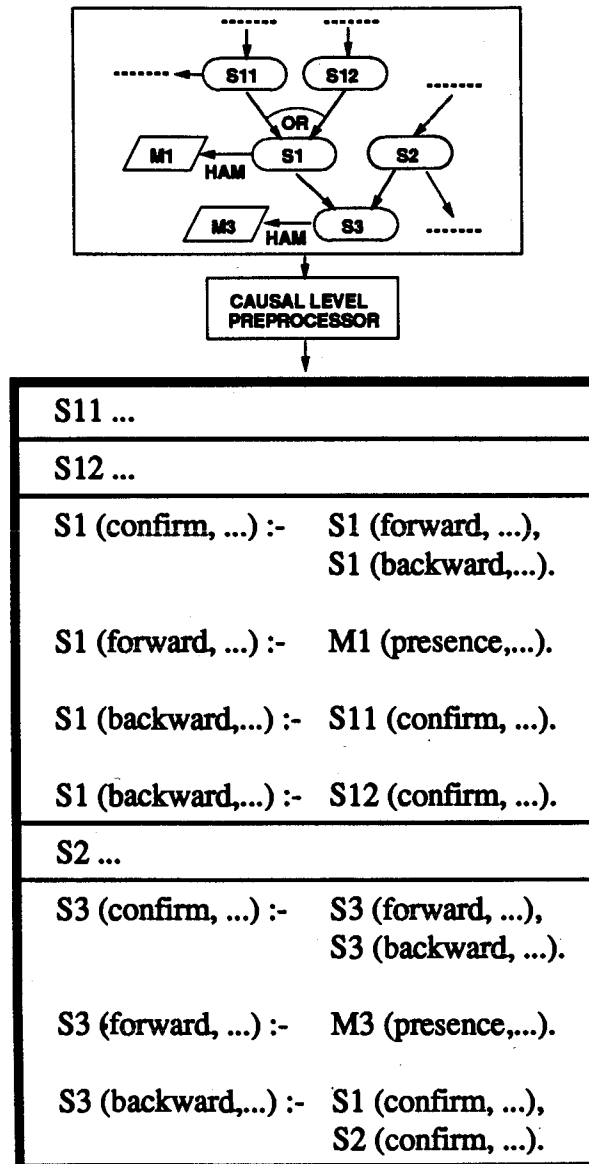 S11 S12
OR
M1 HAM S1 S2
M3 HAM S3
CAUSAL LEVEL
PREPROCESSOR
S11 ...
S12 ...
S1 (confirm, ...) :- S1 (forward, ...),
S1 (backward,...).
S1 (forward, ...) :- M1 (presence,...).
S1 (backward,...) :- S11 (confirm, ...).
S1 (backward,...) :- S12 (confirm, ...).
S2 ...
S3 (confirm, ...) :- S3 (forward, ...),
S3 (backward, ...).
S3 (forward, ...) :- M3 (presence,...).
S3 (backward,...) :- S1 (confirm, ...),
S2 (confirm, ...).